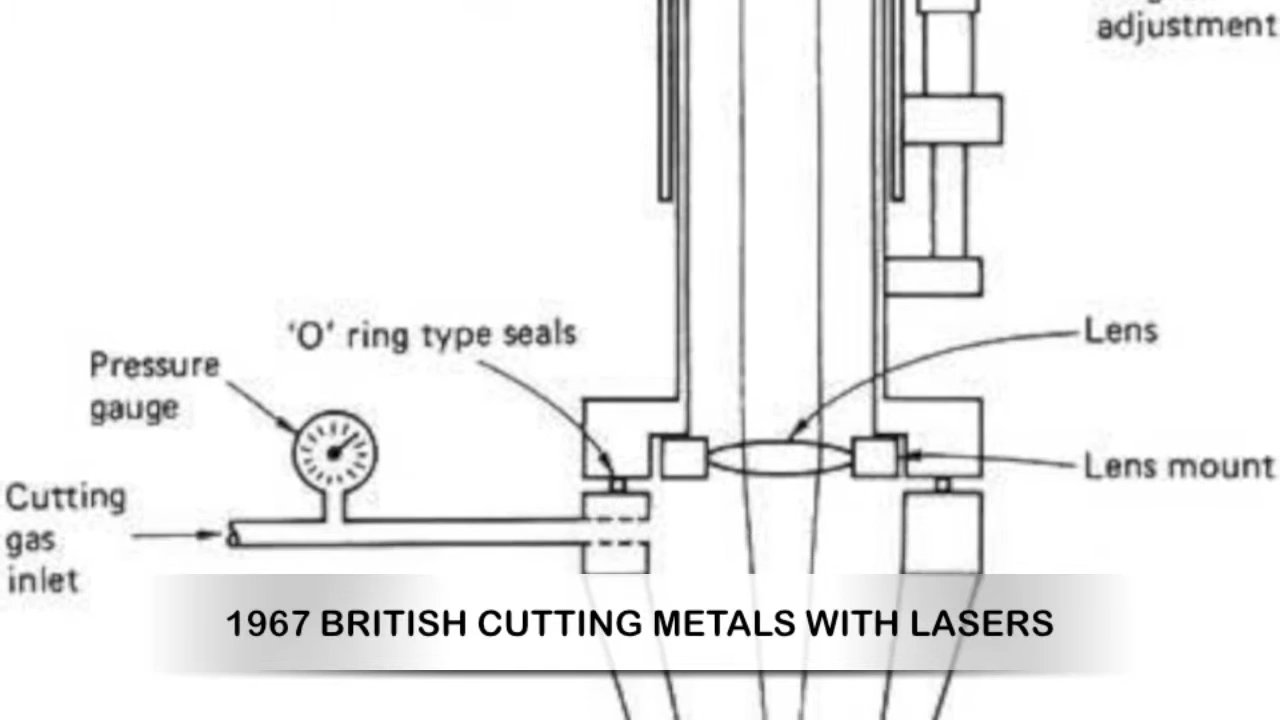 adjustment
'O' ring type seals
Pressure
gauge
Lens
Lens mount
Cutting
gas
inlet
1967 BRITISH CUTTING METALS WITH LASERS